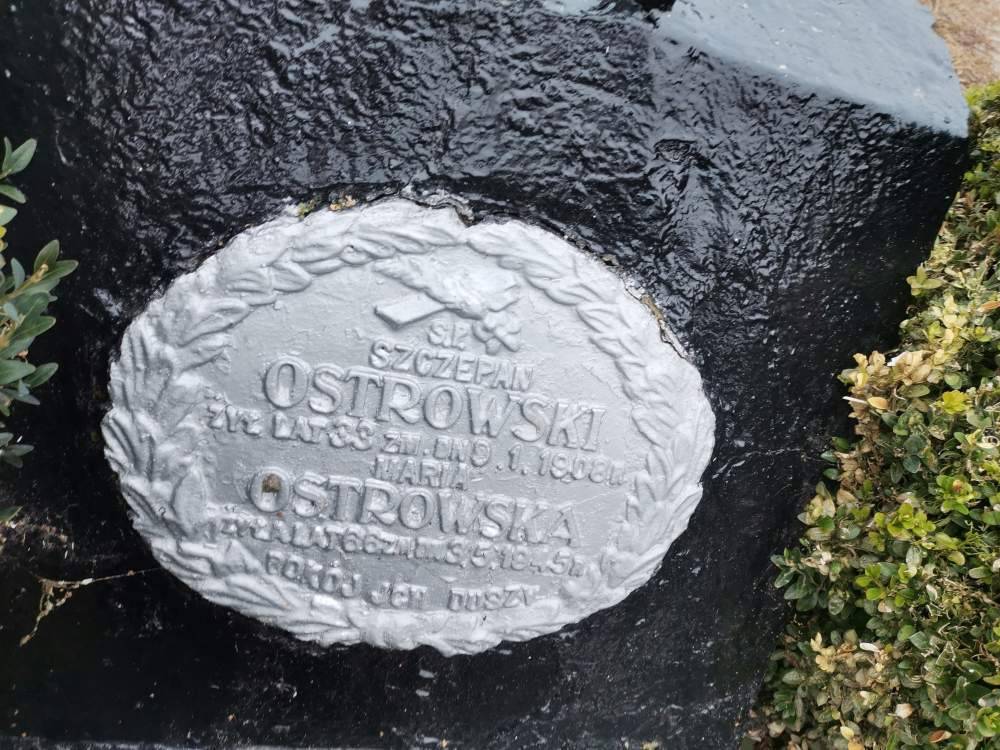 Ś.P.
SZCZEPAN
OSTROWSKI
ŻYŁ LAT 33 ZM. DN 9.1.1908 R.
MARIA
OSTROWSKA
ŻYŁA LAT 66 ZM. DN 3.5.1945 R.
POKÓJ ICH DUSZY